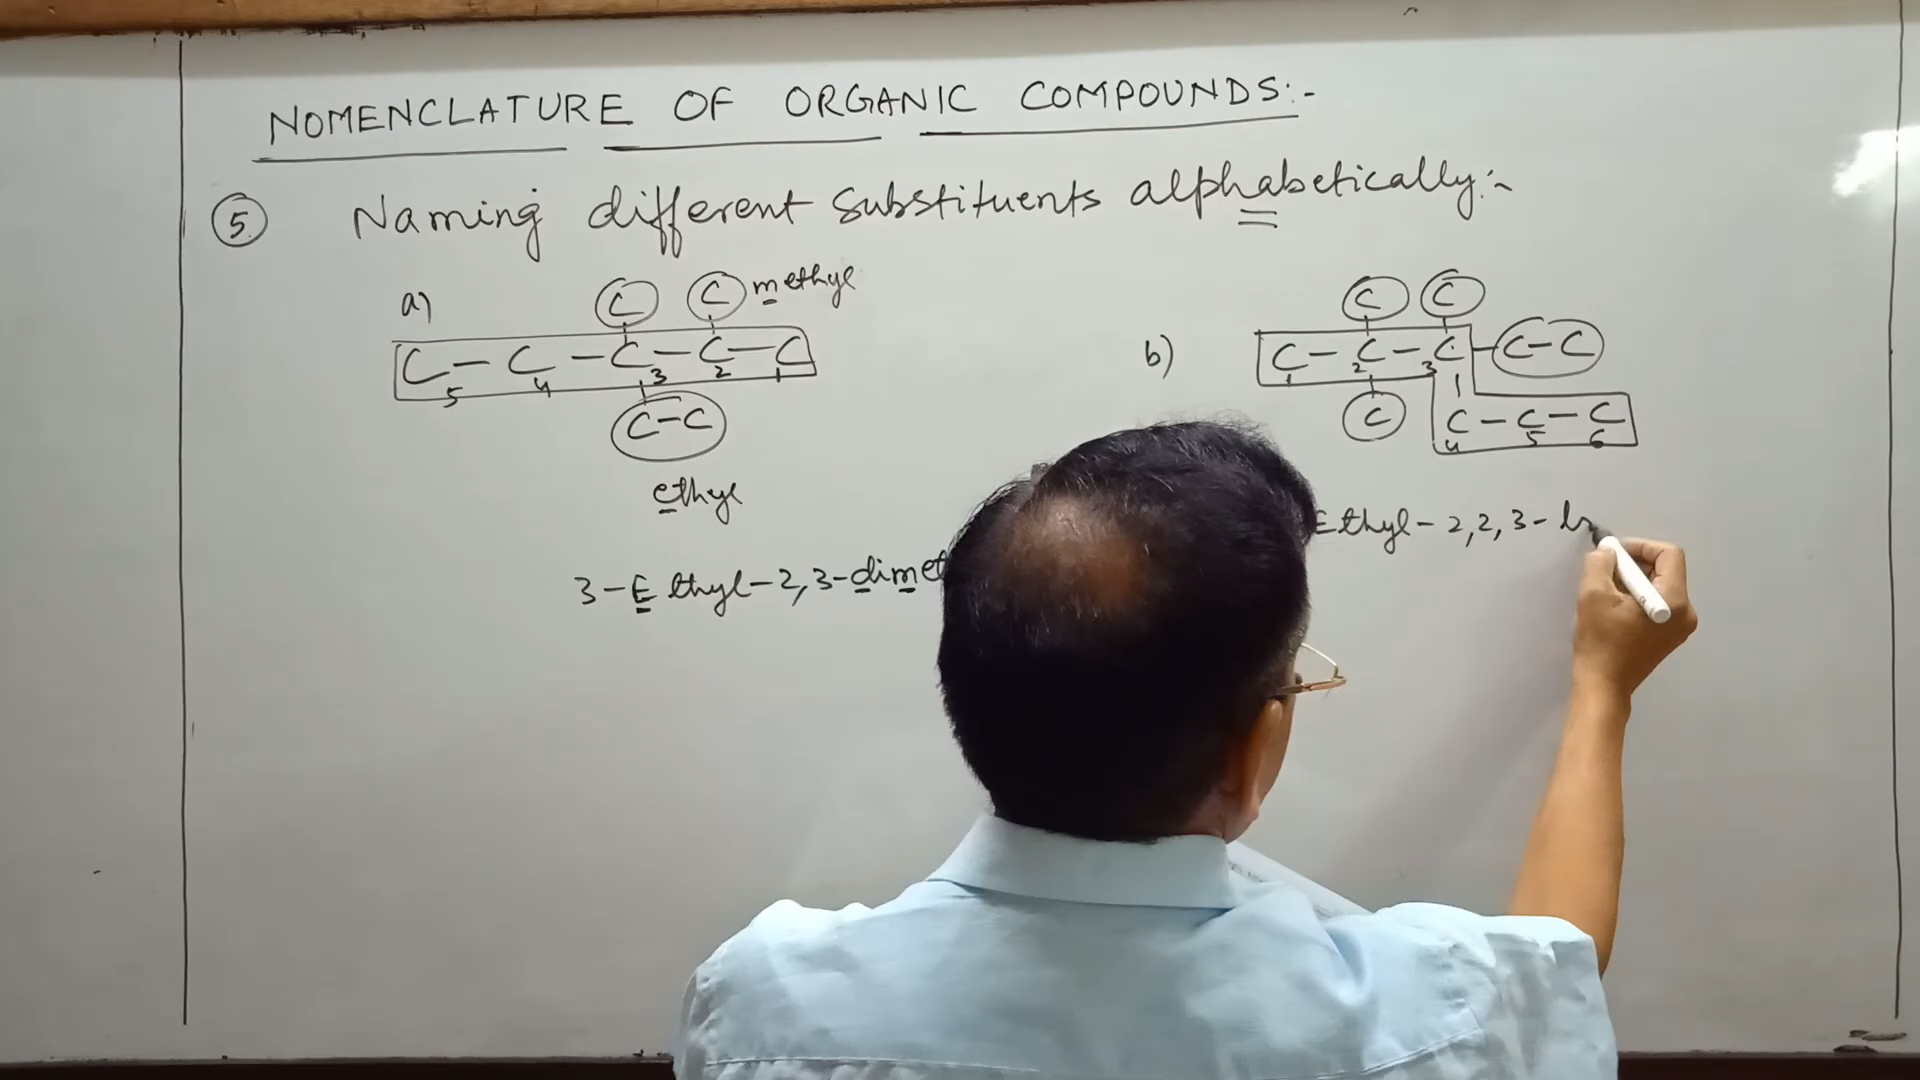 NOMENCLATURE OF ORGANIC COMPOUNDS:-
5 Naming different substituents alphabetically:-
a)
C C methyl
C - C - C - C - C
5 4 3 2 1
C-C
ethyl
3-Ethyl-2,3-dimet
b)
C C
C - C - C - C-C
1 2 3
C C - C - C
4 5 6
Ethyl-2,2,3-